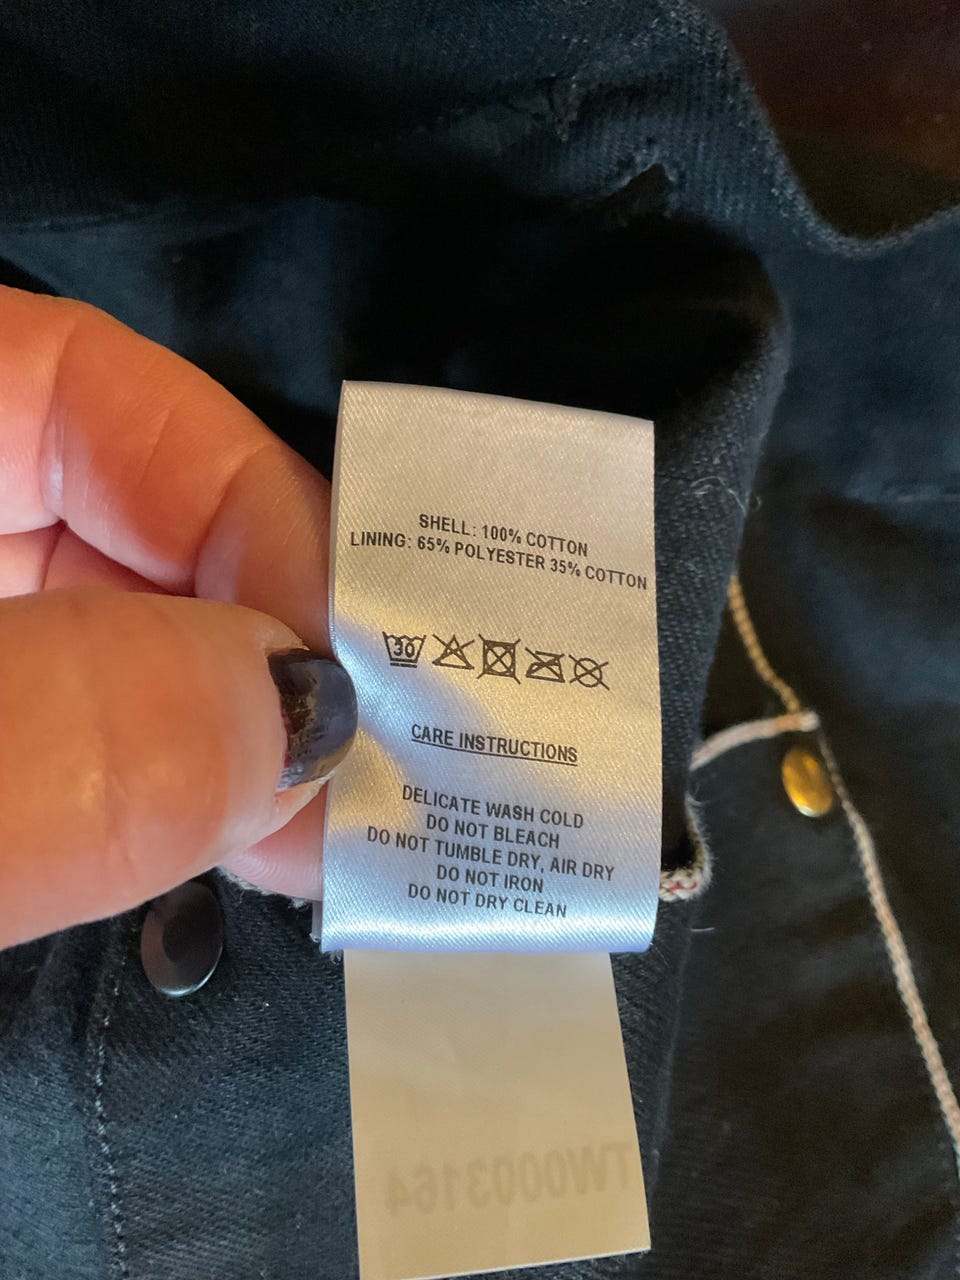 SHELL: 100% COTTON
LINING: 65% POLYESTER 35% COTTON
30
CARE INSTRUCTIONS
DELICATE WASH COLD
DO NOT BLEACH
DO NOT TUMBLE DRY, AIR DRY
DO NOT IRON
DO NOT DRY CLEAN
TW0003164